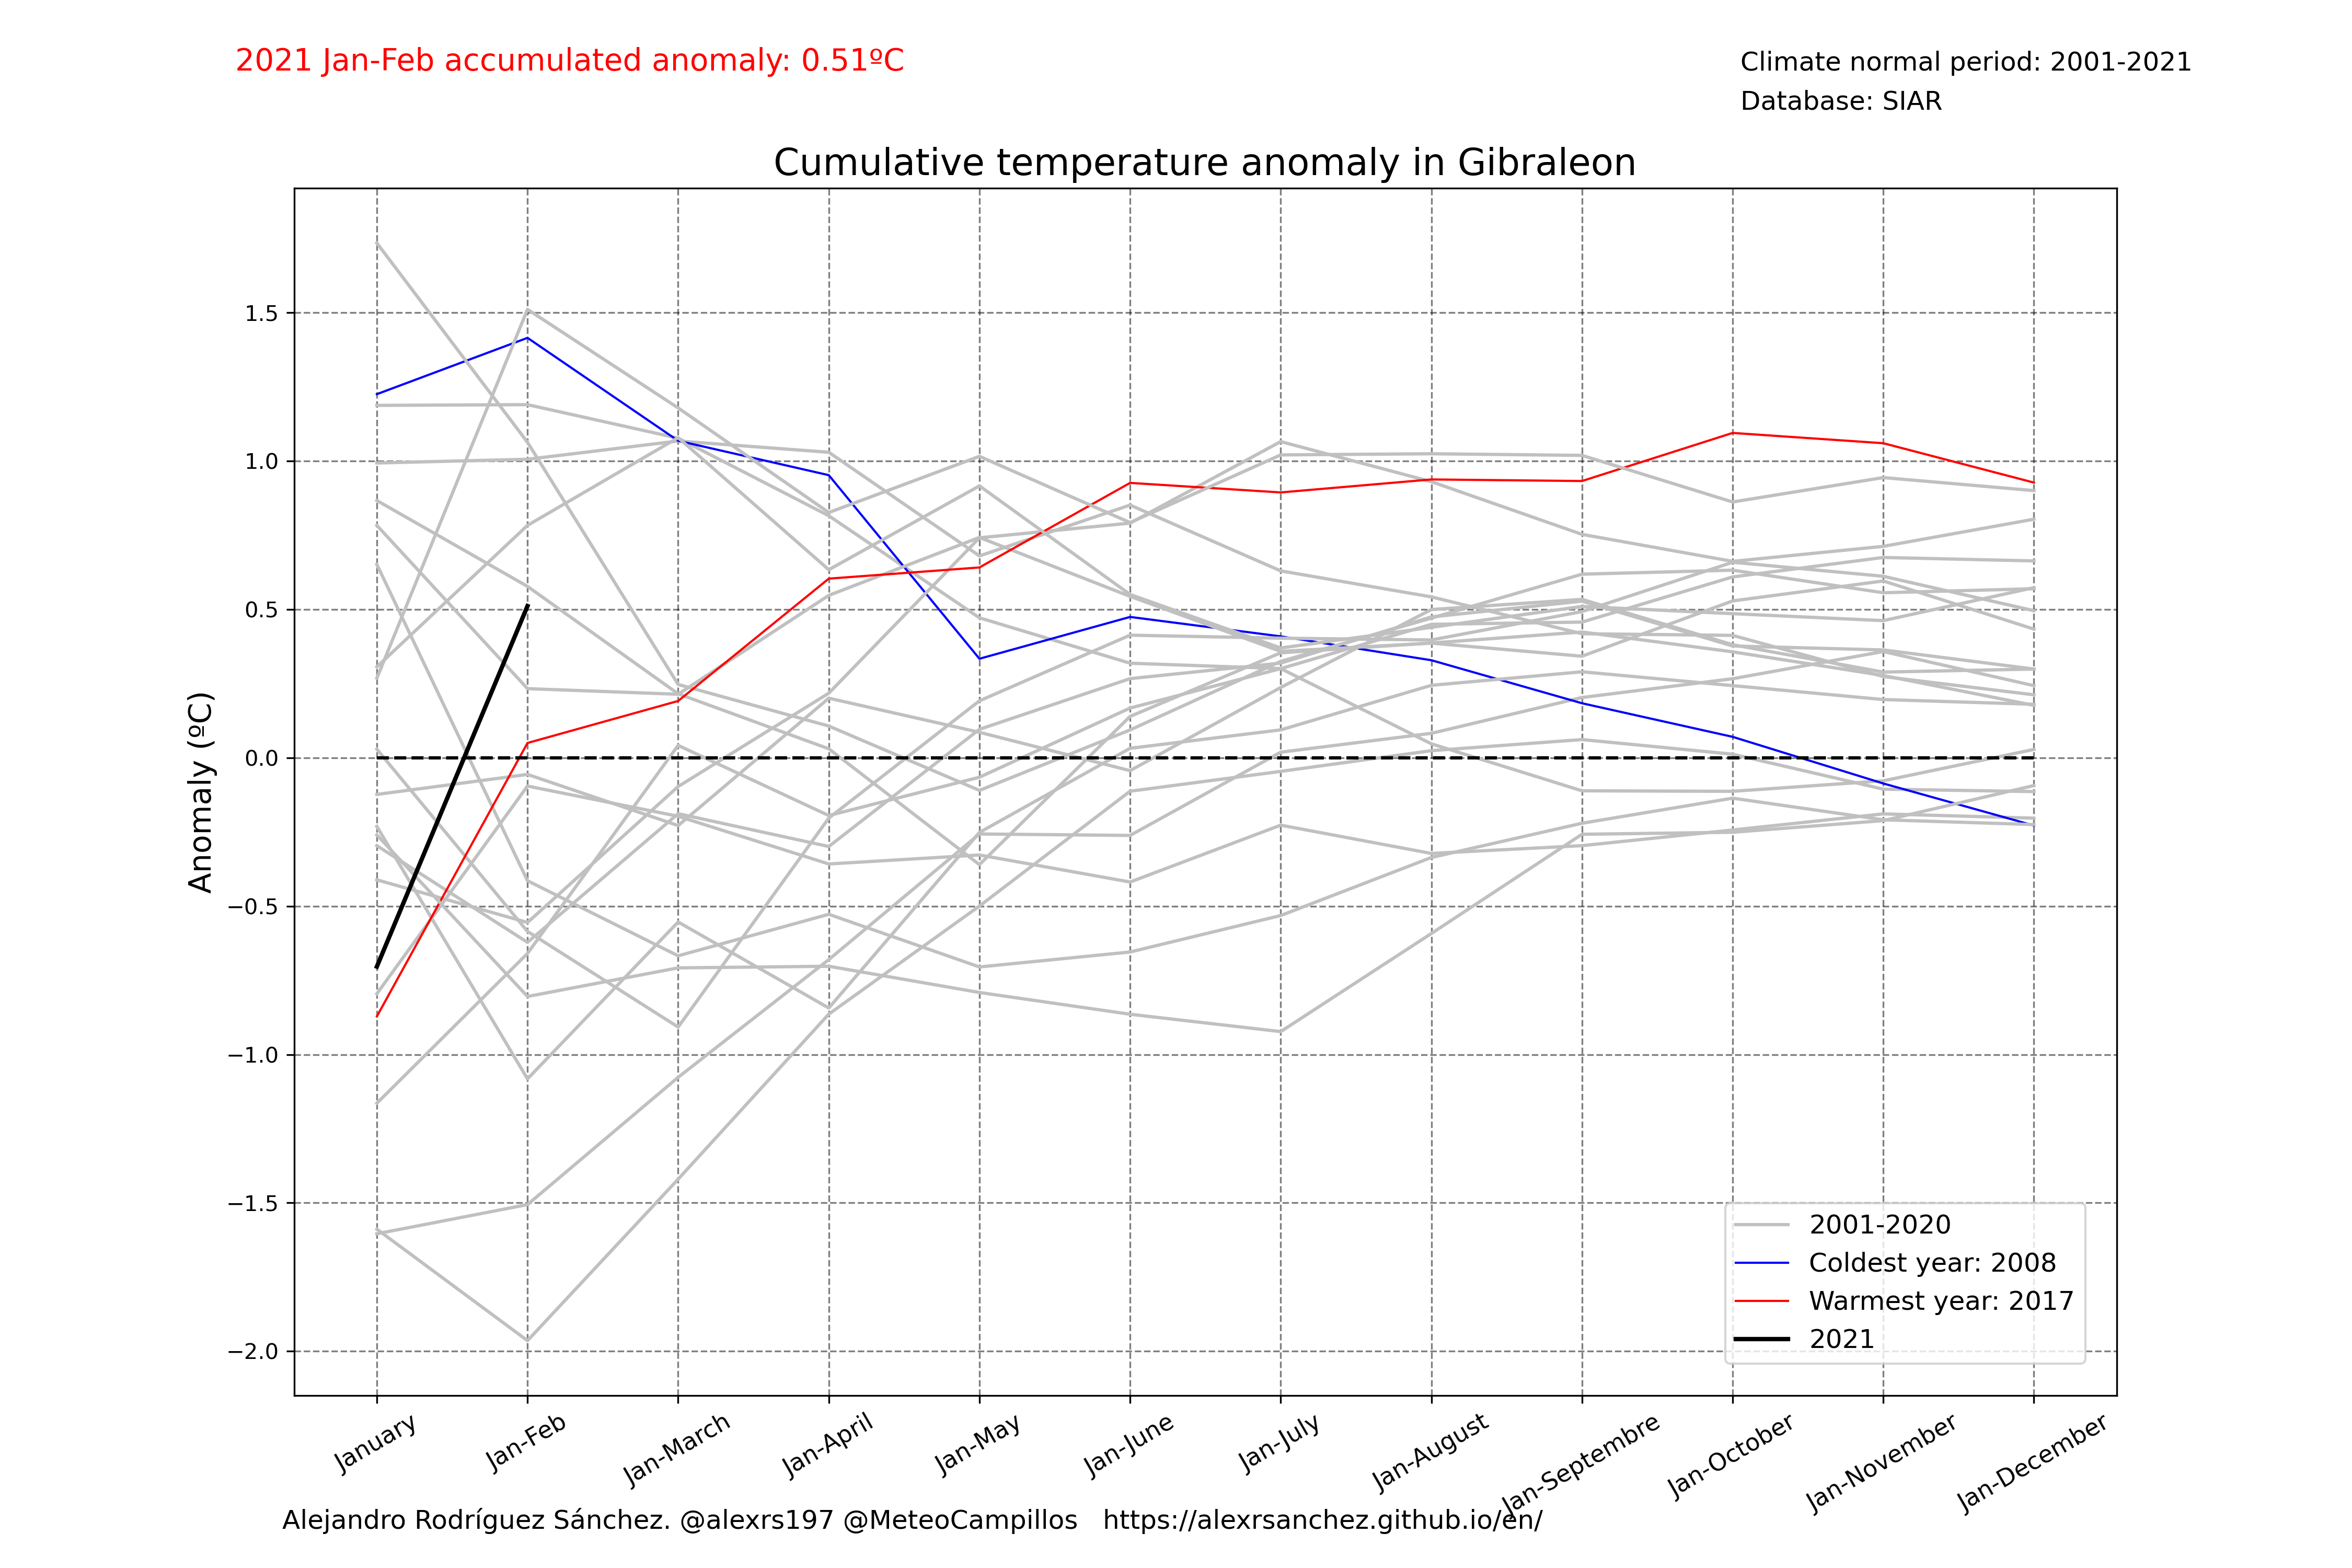 2021 Jan-Feb accumulated anomaly: 0.51ºC
Climate normal period: 2001-2021
Database: SIAR
Cumulative temperature anomaly in Gibraleon
Anomaly (ºC)
1.5
1.0
0.5
0.0
−0.5
−1.0
−1.5
−2.0
2001-2020
Coldest year: 2008
Warmest year: 2017
2021
January
Jan-Feb
Jan-March
Jan-April
Jan-May
Jan-June
Jan-July
Jan-August
Jan-Septembre
Jan-October
Jan-November
Jan-December
Alejandro Rodríguez Sánchez. @alexrs197 @MeteoCampillos https://alexrsanchez.github.io/en/